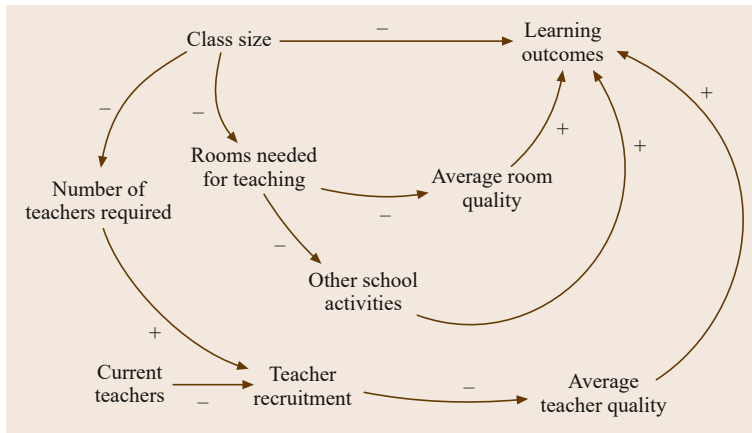 Class size
–
Learning
outcomes
–
–
+
+
+
Rooms needed
for teaching
Average room
quality
–
Number of
teachers required
–
Other school
activities
+
Current
teachers
–
Teacher
recruitment
–
Average
teacher quality